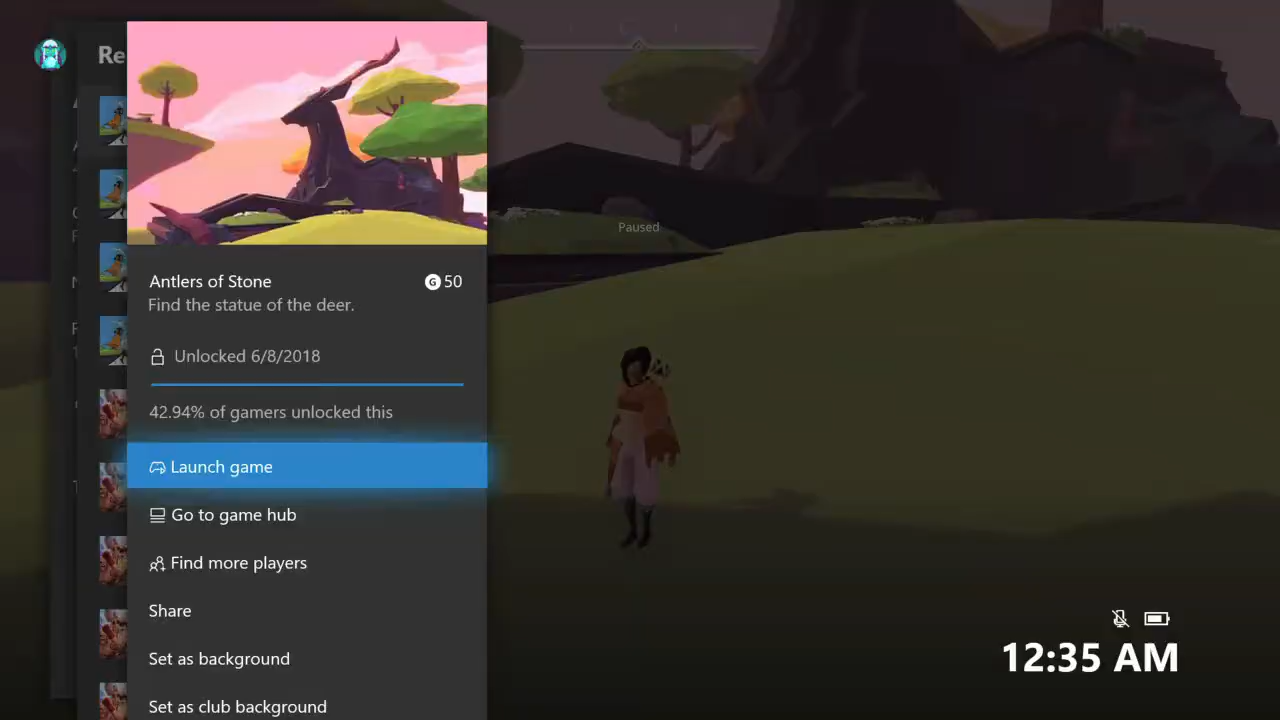 Re
Paused
Antlers of Stone
G 50
Find the statue of the deer.
Unlocked 6/8/2018
42.94% of gamers unlocked this
Launch game
Go to game hub
Find more players
Share
Set as background
Set as club background
12:35 AM